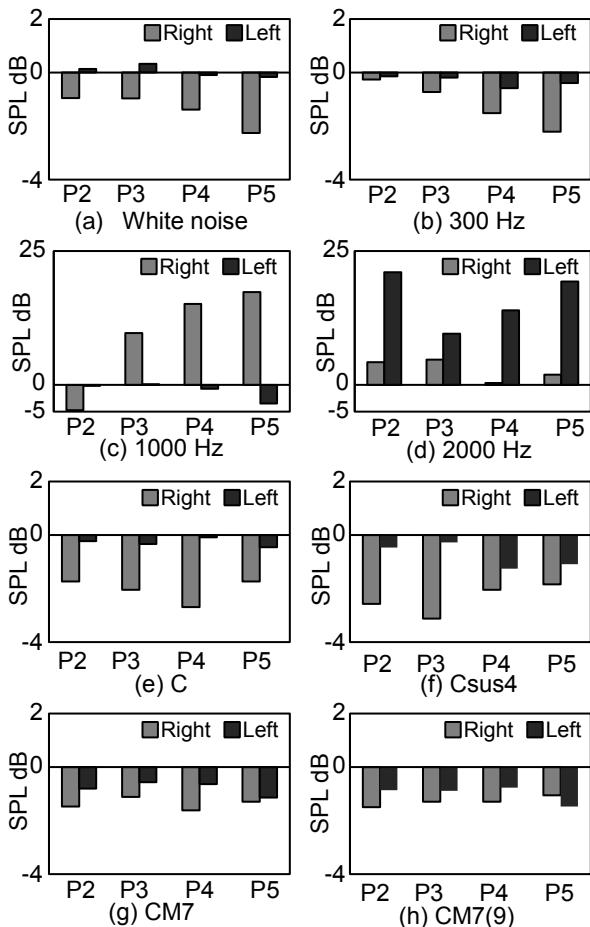 2
Right Left
SPL dB
0
-4
P2 P3 P4 P5
(a) White noise
2
Right Left
SPL dB
0
-4
P2 P3 P4 P5
(b) 300 Hz
25
Right Left
SPL dB
0
-5
P2 P3 P4 P5
(c) 1000 Hz
25
Right Left
SPL dB
0
-5
P2 P3 P4 P5
(d) 2000 Hz
2
Right Left
SPL dB
0
-4
P2 P3 P4 P5
(e) C
2
Right Left
SPL dB
0
-4
P2 P3 P4 P5
(f) Csus4
2
Right Left
SPL dB
0
-4
P2 P3 P4 P5
(g) CM7
2
Right Left
SPL dB
0
-4
P2 P3 P4 P5
(h) CM7(9)